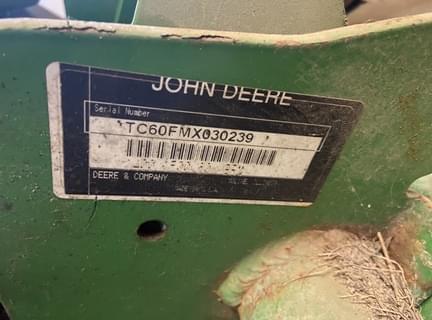 JOHN DEERE
Serial Number
TC60FMX030239
DEERE & COMPANY